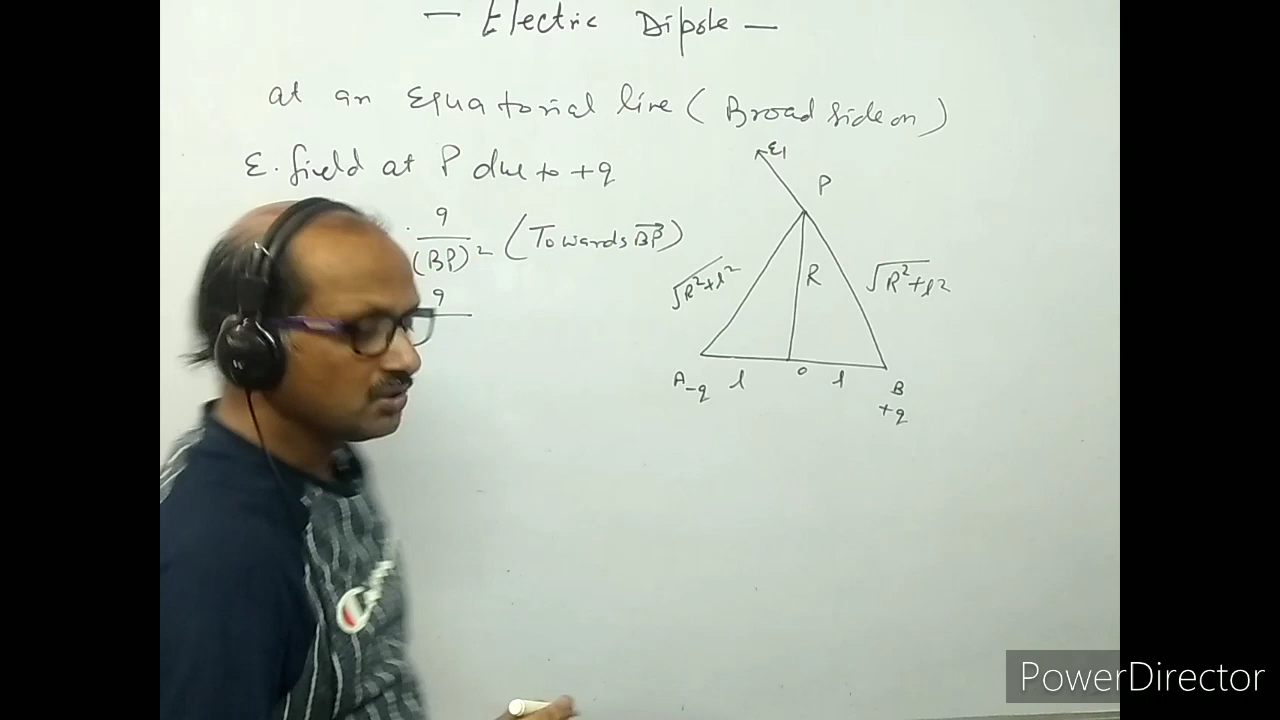 — Electric Dipole —
at an Equatorial line (Broad side on)
E. field at P due to +q
. q / (BP)² (Towards BP)
q
E1
P
√R²+l²
R
√R²+l²
A -q l o l B +q
PowerDirector